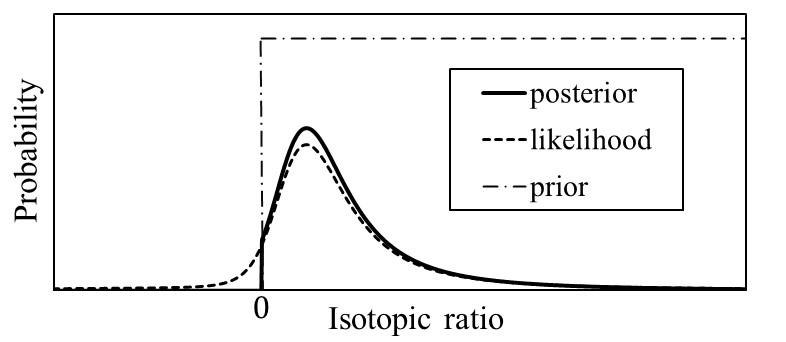 Probability
posterior
likelihood
prior
0
Isotopic ratio